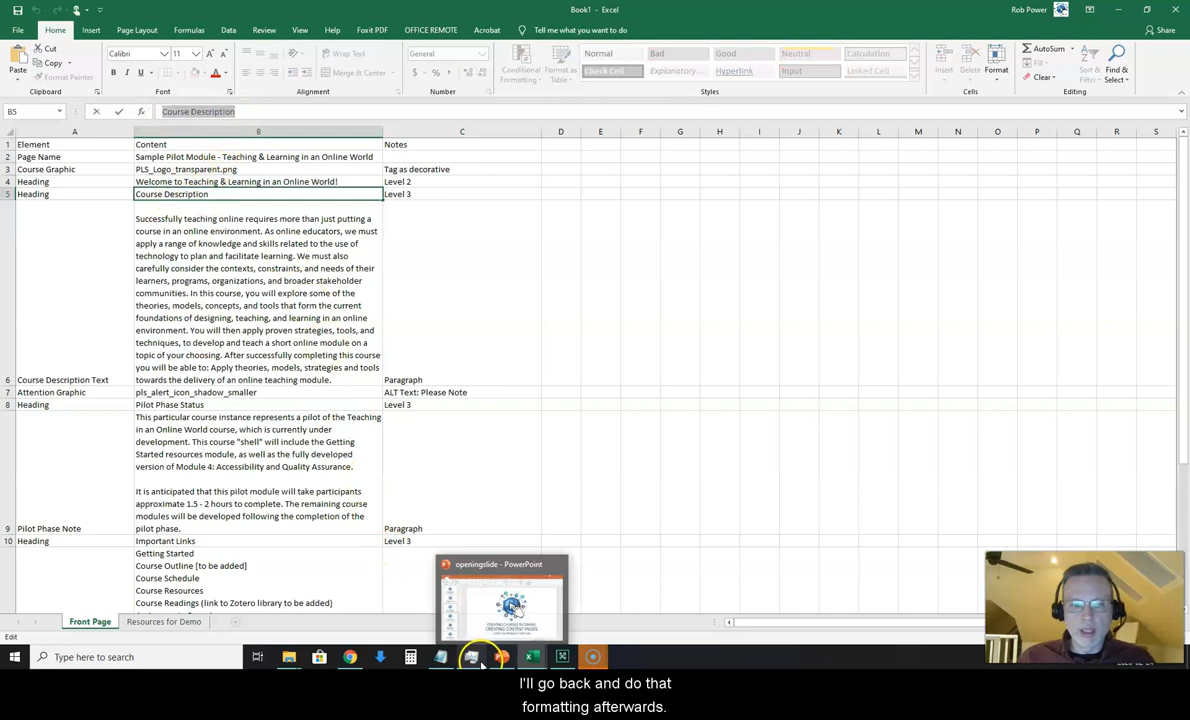 Book1 - Excel
Rob Power
File Home Insert Page Layout Formulas Data Review View Help Foxit PDF OFFICE REMOTE Acrobat Tell me what you want to do Share
Paste Cut Copy Format Painter
Clipboard
Calibri 11 B I U A
Font
Wrap Text
Merge & Center
Alignment
General $ % ,
Number
Conditional Formatting Format as Table
Normal Bad Good Neutral Calculation
Check Cell Explanatory ... Hyperlink Input Linked Cell
Styles
Insert Delete Format
Cells
AutoSum Fill Clear Sort & Filter Find & Select
Editing
B5 fx Course Description
A B C D E F G H I J K L M N O P Q R S
1 Element Content Notes
2 Page Name Sample Pilot Module - Teaching & Learning in an Online World
3 Course Graphic PLS_Logo_transparent.png Tag as decorative
4 Heading Welcome to Teaching & Learning in an Online World! Level 2
5 Heading Course Description Level 3
Successfully teaching online requires more than just putting a
course in an online environment. As online educators, we must
apply a range of knowledge and skills related to the use of
technology to plan and facilitate learning. We must also
carefully consider the contexts, constraints, and needs of their
learners, programs, organizations, and broader stakeholder
communities. In this course, you will explore some of the
theories, models, concepts, and tools that form the current
foundations of designing, teaching, and learning in an online
environment. You will then apply proven strategies, tools, and
techniques, to develop and teach a short online module on a
topic of your choosing. After successfully completing this course
you will be able to: Apply theories, models, strategies and tools
6 Course Description Text towards the delivery of an online teaching module. Paragraph
7 Attention Graphic pls_alert_icon_shadow_smaller ALT Text: Please Note
8 Heading Pilot Phase Status Level 3
This particular course instance represents a pilot of the Teaching
in an Online World course, which is currently under
development. This course "shell" will include the Getting
Started resources module, as well as the fully developed
version of Module 4: Accessibility and Quality Assurance.
It is anticipated that this pilot module will take participants
approximate 1.5 - 2 hours to complete. The remaining course
modules will be developed following the completion of the
9 Pilot Phase Note pilot phase. Paragraph
10 Heading Important Links Level 3
Getting Started
Course Outline [to be added]
Course Schedule
Course Resources
Course Readings (link to Zotero library to be added)
openingslide - PowerPoint
CREATING CONTENT PAGES
Front Page Resources for Demo
Edit
Type here to search
I'll go back and do that
formatting afterwards.